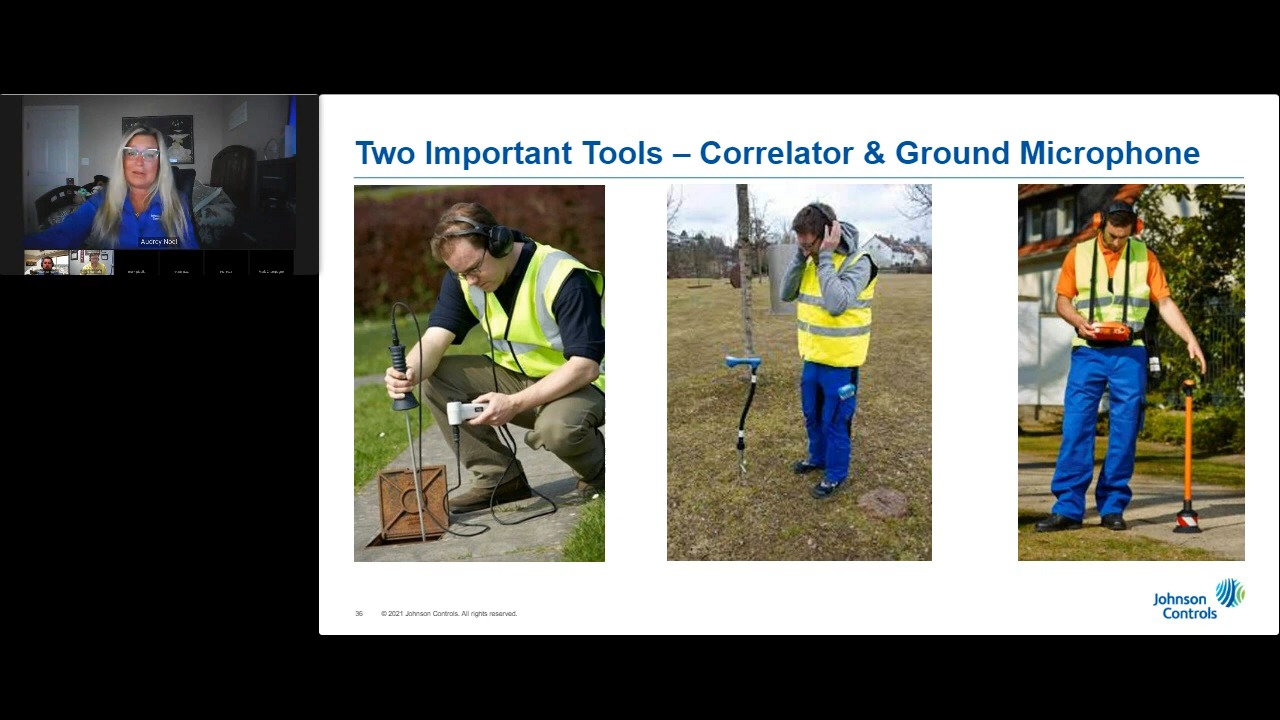 Two Important Tools – Correlator & Ground Microphone
Audrey Noel
36
© 2021 Johnson Controls. All rights reserved.
Johnson
Controls